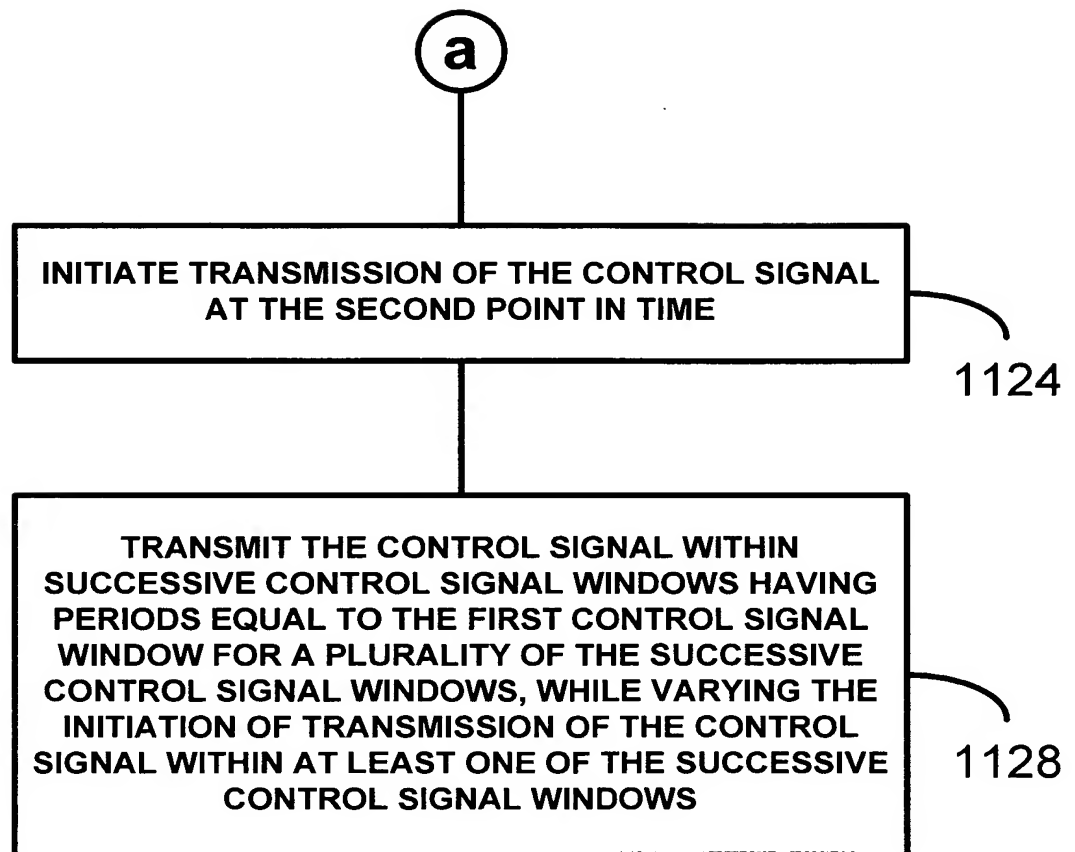 a
INITIATE TRANSMISSION OF THE CONTROL SIGNAL
AT THE SECOND POINT IN TIME
1124
TRANSMIT THE CONTROL SIGNAL WITHIN
SUCCESSIVE CONTROL SIGNAL WINDOWS HAVING
PERIODS EQUAL TO THE FIRST CONTROL SIGNAL
WINDOW FOR A PLURALITY OF THE SUCCESSIVE
CONTROL SIGNAL WINDOWS, WHILE VARYING THE
INITIATION OF TRANSMISSION OF THE CONTROL
SIGNAL WITHIN AT LEAST ONE OF THE SUCCESSIVE
CONTROL SIGNAL WINDOWS
1128